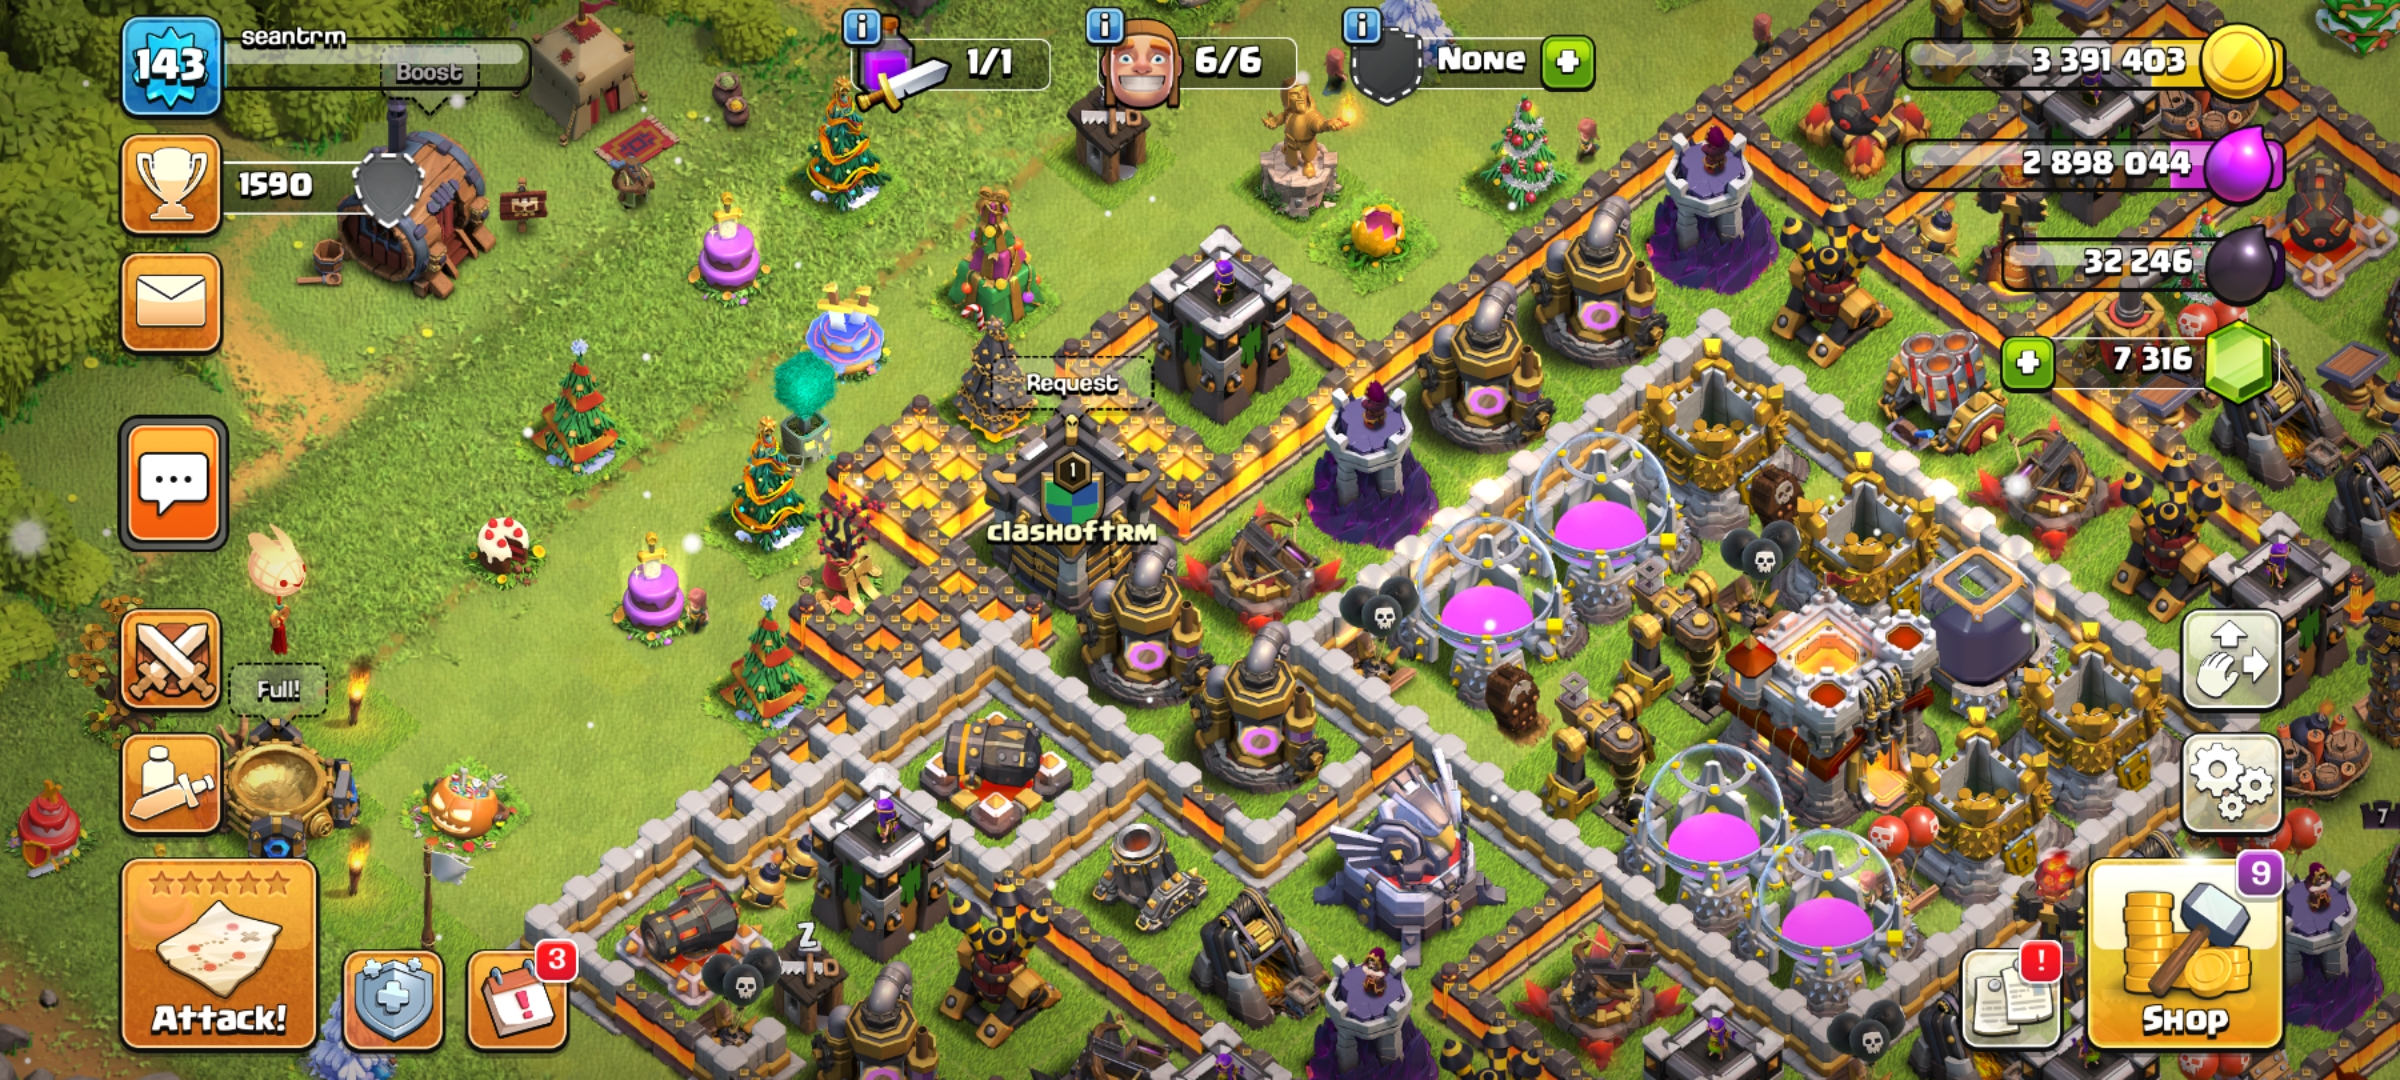 143
seantrm
Boost
1/1
6/6
None
3 391 403
1590
2 898 044
32 246
7 316
Request
1
clashoftRM
Full!
7
9
Z
3
!
!
Attack!
Shop